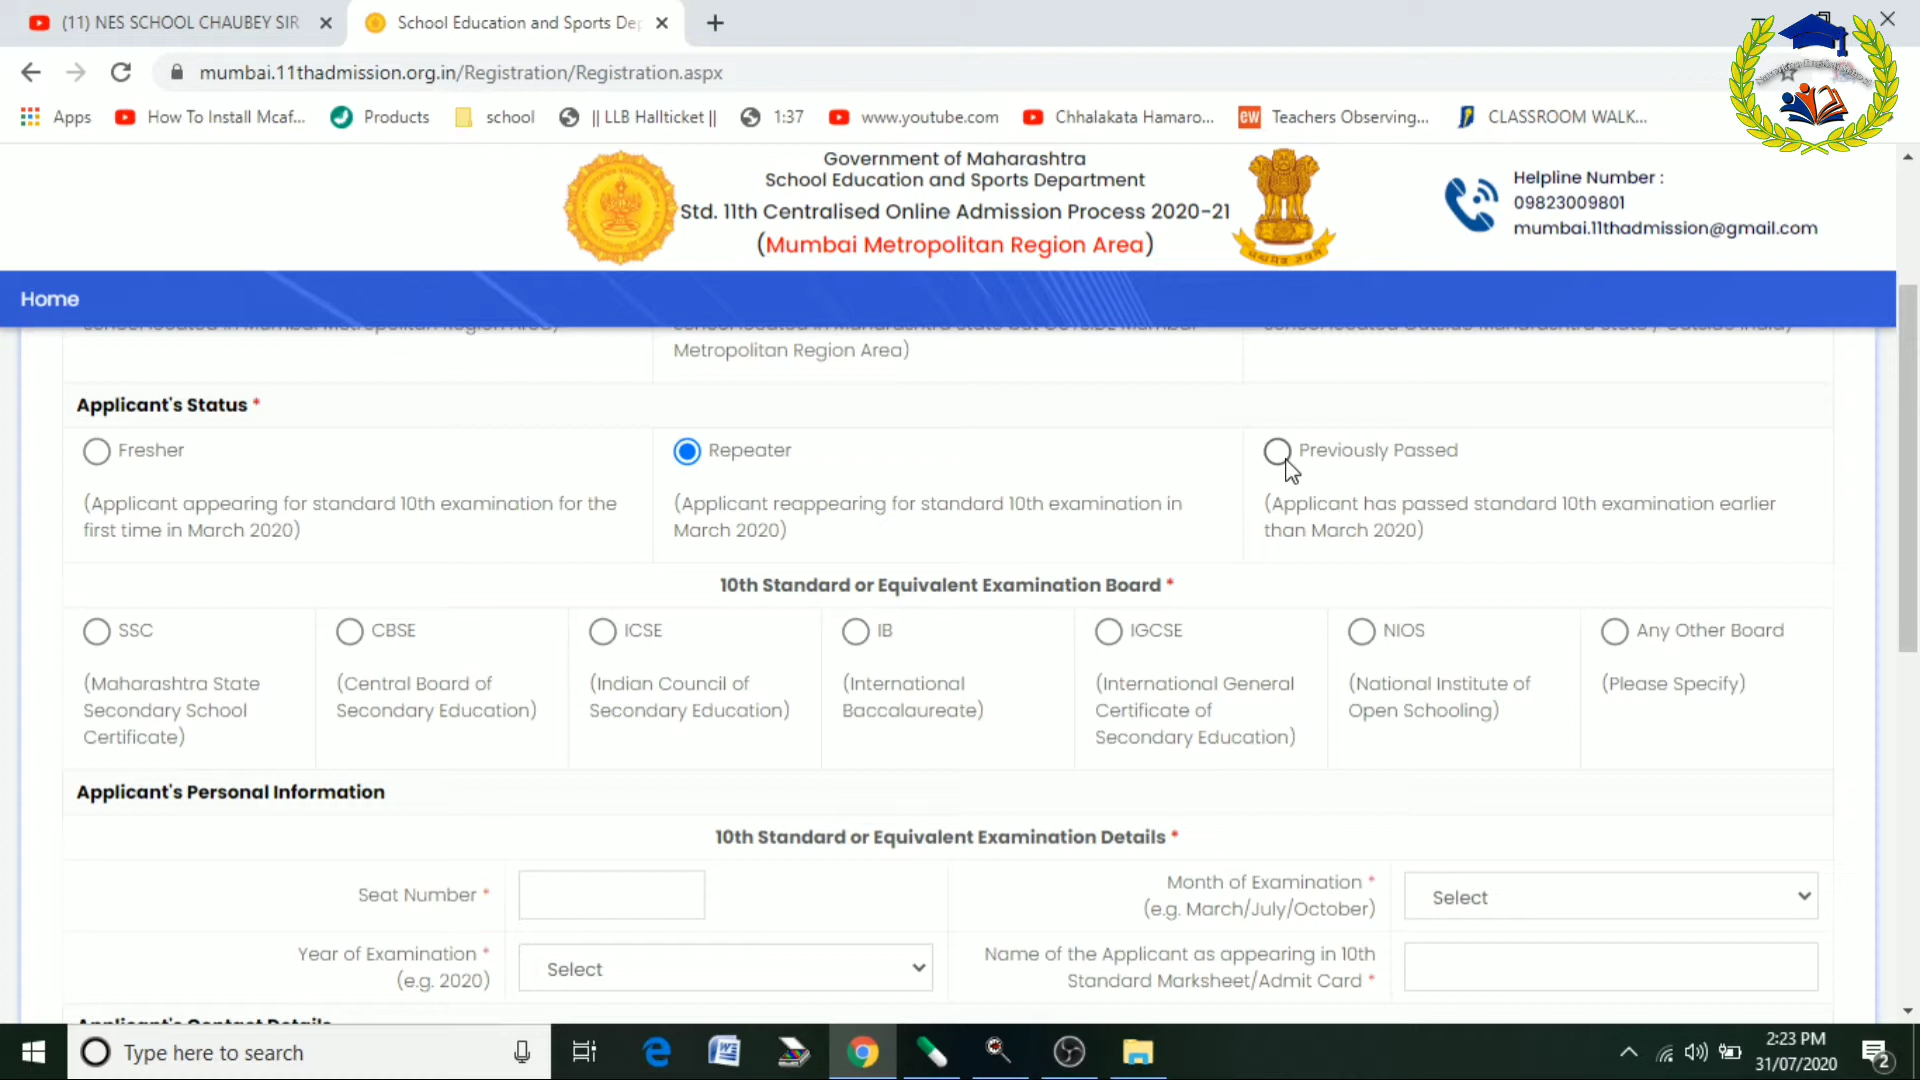 (11) NES SCHOOL CHAUBEY SIR
School Education and Sports De
mumbai.11thadmission.org.in/Registration/Registration.aspx
Apps
How To Install Mcaf...
Products
school
|| LLB Hallticket ||
1:37
www.youtube.com
Chhalakata Hamaro...
ew
Teachers Observing...
CLASSROOM WALK...
Government of Maharashtra
School Education and Sports Department
Std. 11th Centralised Online Admission Process 2020-21
(Mumbai Metropolitan Region Area)
Helpline Number :
09823009801
mumbai.11thadmission@gmail.com
Home
Metropolitan Region Area)
Applicant's Status *
Fresher
Repeater
Previously Passed
(Applicant appearing for standard 10th examination for the
first time in March 2020)
(Applicant reappearing for standard 10th examination in
March 2020)
(Applicant has passed standard 10th examination earlier
than March 2020)
10th Standard or Equivalent Examination Board *
SSC
CBSE
ICSE
IB
IGCSE
NIOS
Any Other Board
(Maharashtra State
Secondary School
Certificate)
(Central Board of
Secondary Education)
(Indian Council of
Secondary Education)
(International
Baccalaureate)
(International General
Certificate of
Secondary Education)
(National Institute of
Open Schooling)
(Please Specify)
Applicant's Personal Information
10th Standard or Equivalent Examination Details *
Seat Number *
Month of Examination *
(e.g. March/July/October)
Select
Year of Examination *
(e.g. 2020)
Select
Name of the Applicant as appearing in 10th
Standard Marksheet/Admit Card *
Applicant's Contact Details
Type here to search
2:23 PM
31/07/2020
2